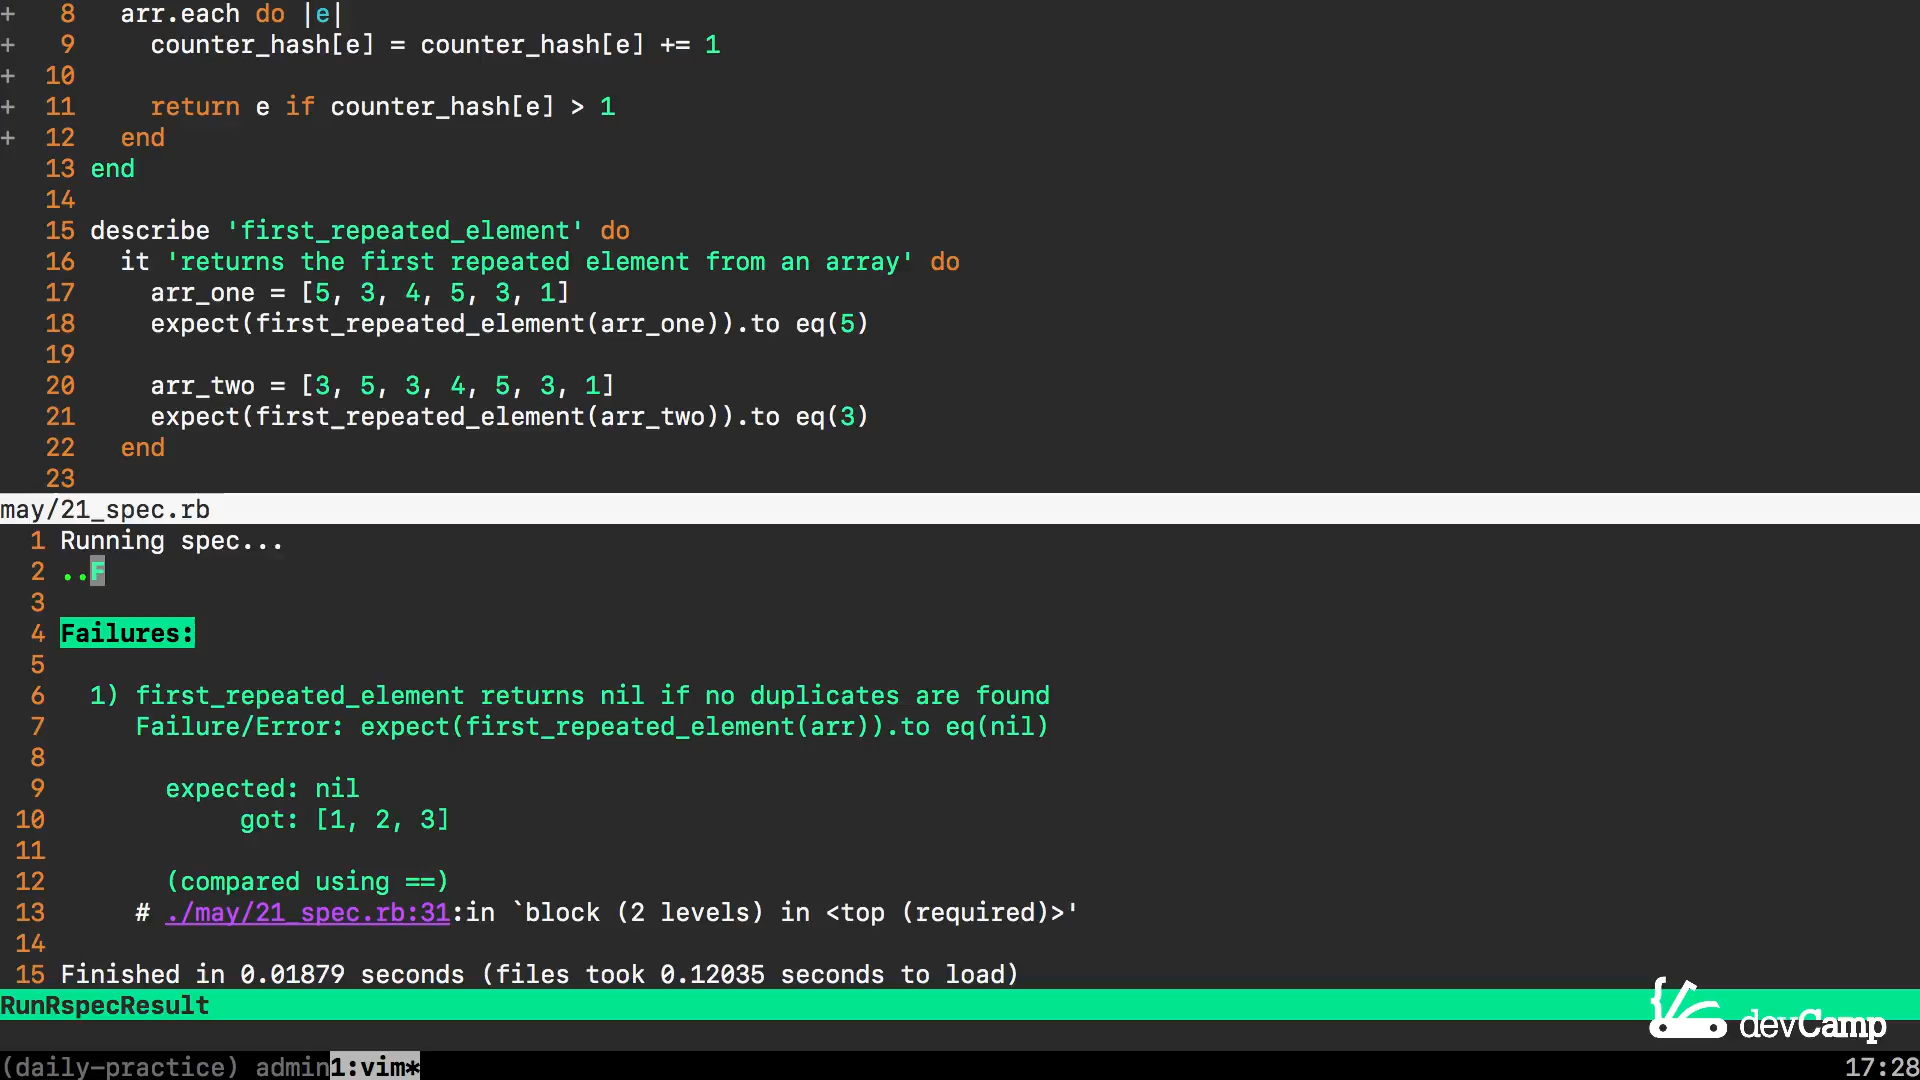 + 8 arr.each do |e|
+ 9 counter_hash[e] = counter_hash[e] += 1
+ 10
+ 11 return e if counter_hash[e] > 1
+ 12 end
13 end
14
15 describe 'first_repeated_element' do
16 it 'returns the first repeated element from an array' do
17 arr_one = [5, 3, 4, 5, 3, 1]
18 expect(first_repeated_element(arr_one)).to eq(5)
19
20 arr_two = [3, 5, 3, 4, 5, 3, 1]
21 expect(first_repeated_element(arr_two)).to eq(3)
22 end
23
may/21_spec.rb
1 Running spec...
2 ..F
3
4 Failures:
5
6 1) first_repeated_element returns nil if no duplicates are found
7 Failure/Error: expect(first_repeated_element(arr)).to eq(nil)
8
9 expected: nil
10 got: [1, 2, 3]
11
12 (compared using ==)
13 # ./may/21_spec.rb:31:in `block (2 levels) in <top (required)>'
14
15 Finished in 0.01879 seconds (files took 0.12035 seconds to load)
RunRspecResult
devCamp
(daily-practice) admin1:vim* 17:28